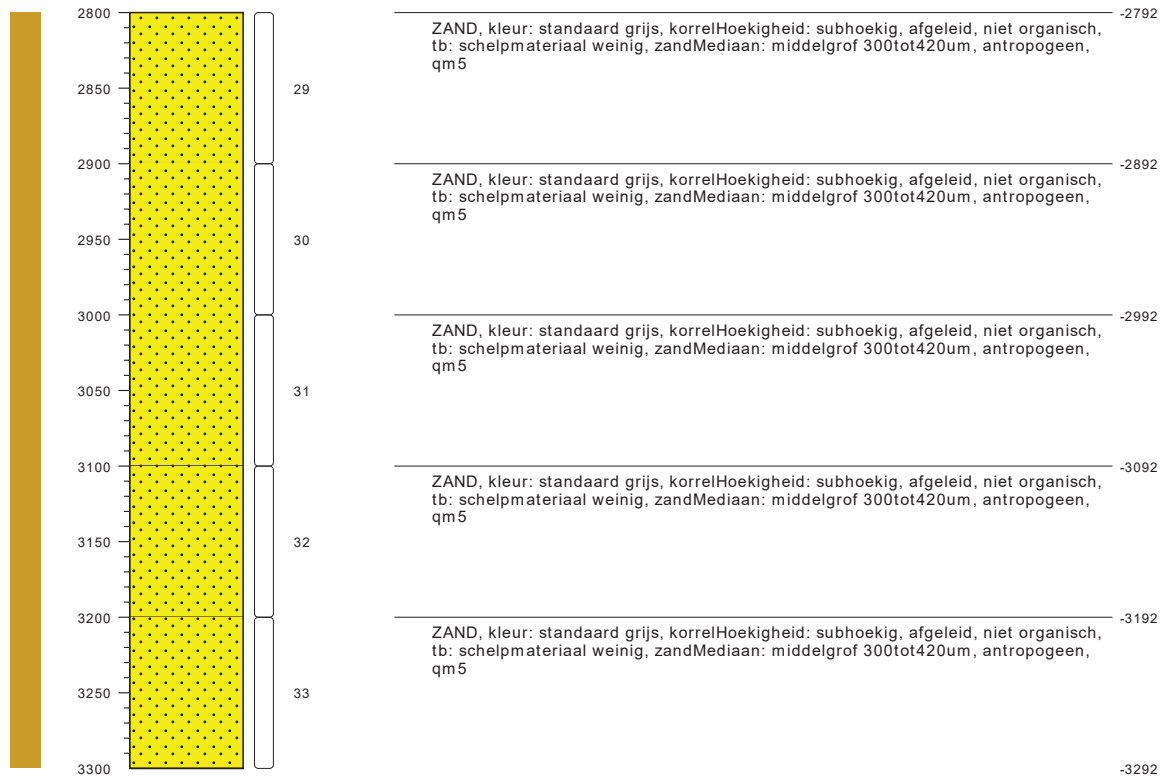 2800
-2792
ZAND, kleur: standaard grijs, korrelHoekigheid: subhoekig, afgeleid, niet organisch,
tb: schelpmateriaal weinig, zandMediaan: middelgrof 300tot420um, antropogeen,
qm5
2850
29
2900
-2892
ZAND, kleur: standaard grijs, korrelHoekigheid: subhoekig, afgeleid, niet organisch,
tb: schelpmateriaal weinig, zandMediaan: middelgrof 300tot420um, antropogeen,
qm5
2950
30
3000
-2992
ZAND, kleur: standaard grijs, korrelHoekigheid: subhoekig, afgeleid, niet organisch,
tb: schelpmateriaal weinig, zandMediaan: middelgrof 300tot420um, antropogeen,
qm5
3050
31
3100
-3092
ZAND, kleur: standaard grijs, korrelHoekigheid: subhoekig, afgeleid, niet organisch,
tb: schelpmateriaal weinig, zandMediaan: middelgrof 300tot420um, antropogeen,
qm5
3150
32
3200
-3192
ZAND, kleur: standaard grijs, korrelHoekigheid: subhoekig, afgeleid, niet organisch,
tb: schelpmateriaal weinig, zandMediaan: middelgrof 300tot420um, antropogeen,
qm5
3250
33
3300
-3292